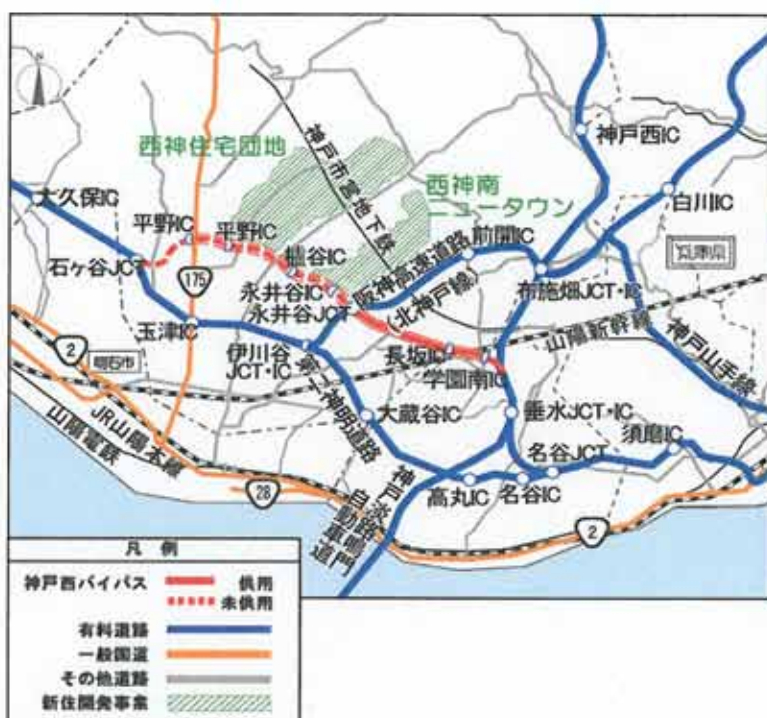 神戸市営地下鉄
西神住宅団地
西神南
ニュータウン
神戸西IC
大久保IC
白川IC
平野IC
平野IC
前開IC
兵庫県
石ヶ谷JCT
櫨谷IC
阪神高速道路
(北神戸線)
175
永井谷IC
永井谷JCT
布施畑JCT・IC
玉津IC
山陽新幹線
2
明石市
伊川谷
JCT・IC
長坂IC
神戸山手線
学園南IC
第二神明道路
大蔵谷IC
垂水JCT・IC
須磨IC
JR山陽本線
山陽電鉄
名谷JCT
28
高丸IC
名谷IC
神戸淡路鳴門
自動車道
2
凡 例
神戸西バイパス 供用
未供用
有料道路
一般国道
その他道路
新住開発事業